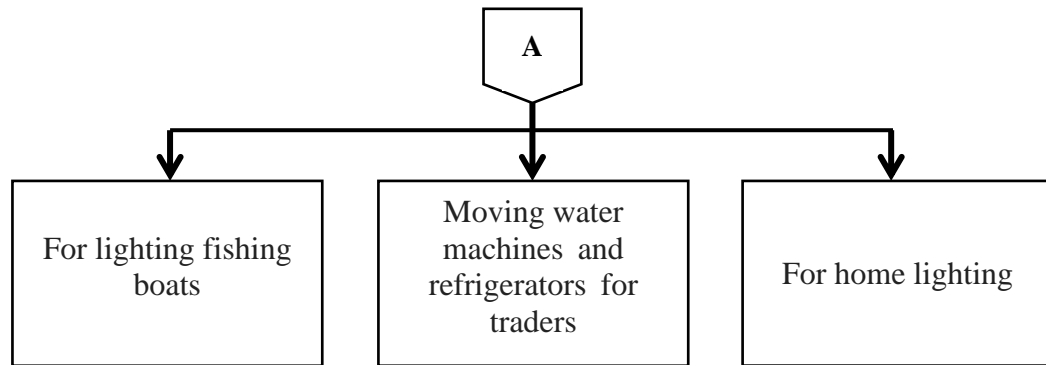 A
For lighting fishing
boats
Moving water
machines and
refrigerators for
traders
For home lighting